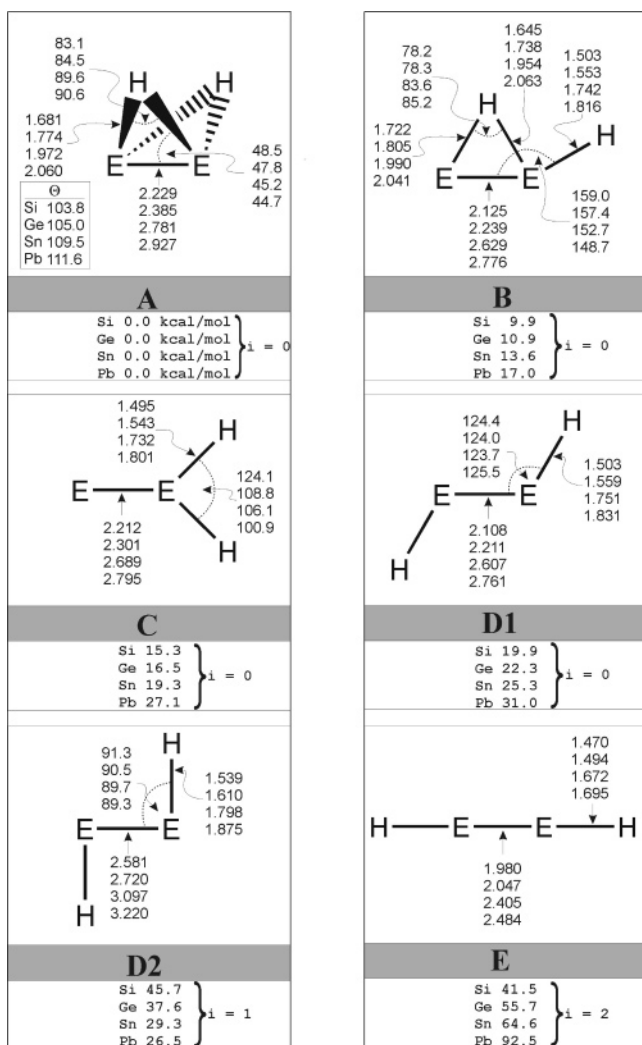 83.1
84.5
89.6
90.6
H H
1.681
1.774
1.972
2.060
E E
48.5
47.8
45.2
44.7
2.229
2.385
2.781
2.927
Θ
Si 103.8
Ge 105.0
Sn 109.5
Pb 111.6
A
Si 0.0 kcal/mol
Ge 0.0 kcal/mol
Sn 0.0 kcal/mol
Pb 0.0 kcal/mol
i = 0
78.2
78.3
83.6
85.2
1.645
1.738
1.954
2.063
1.503
1.553
1.742
1.816
H
H
1.722
1.805
1.990
2.041
E E
2.125
2.239
2.629
2.776
159.0
157.4
152.7
148.7
B
Si 9.9
Ge 10.9
Sn 13.6
Pb 17.0
i = 0
1.495
1.543
1.732
1.801
H
E E
124.1
108.8
106.1
100.9
2.212
2.301
2.689
2.795
H
C
Si 15.3
Ge 16.5
Sn 19.3
Pb 27.1
i = 0
124.4
124.0
123.7
125.5
H
E E
1.503
1.559
1.751
1.831
2.108
2.211
2.607
2.761
H
D1
Si 19.9
Ge 22.3
Sn 25.3
Pb 31.0
i = 0
H
91.3
90.5
89.7
89.3
1.539
1.610
1.798
1.875
E E
2.581
2.720
3.097
3.220
H
D2
Si 45.7
Ge 37.6
Sn 29.3
Pb 26.5
i = 1
1.470
1.494
1.672
1.695
H E E H
1.980
2.047
2.405
2.484
E
Si 41.5
Ge 55.7
Sn 64.6
Pb 92.5
i = 2